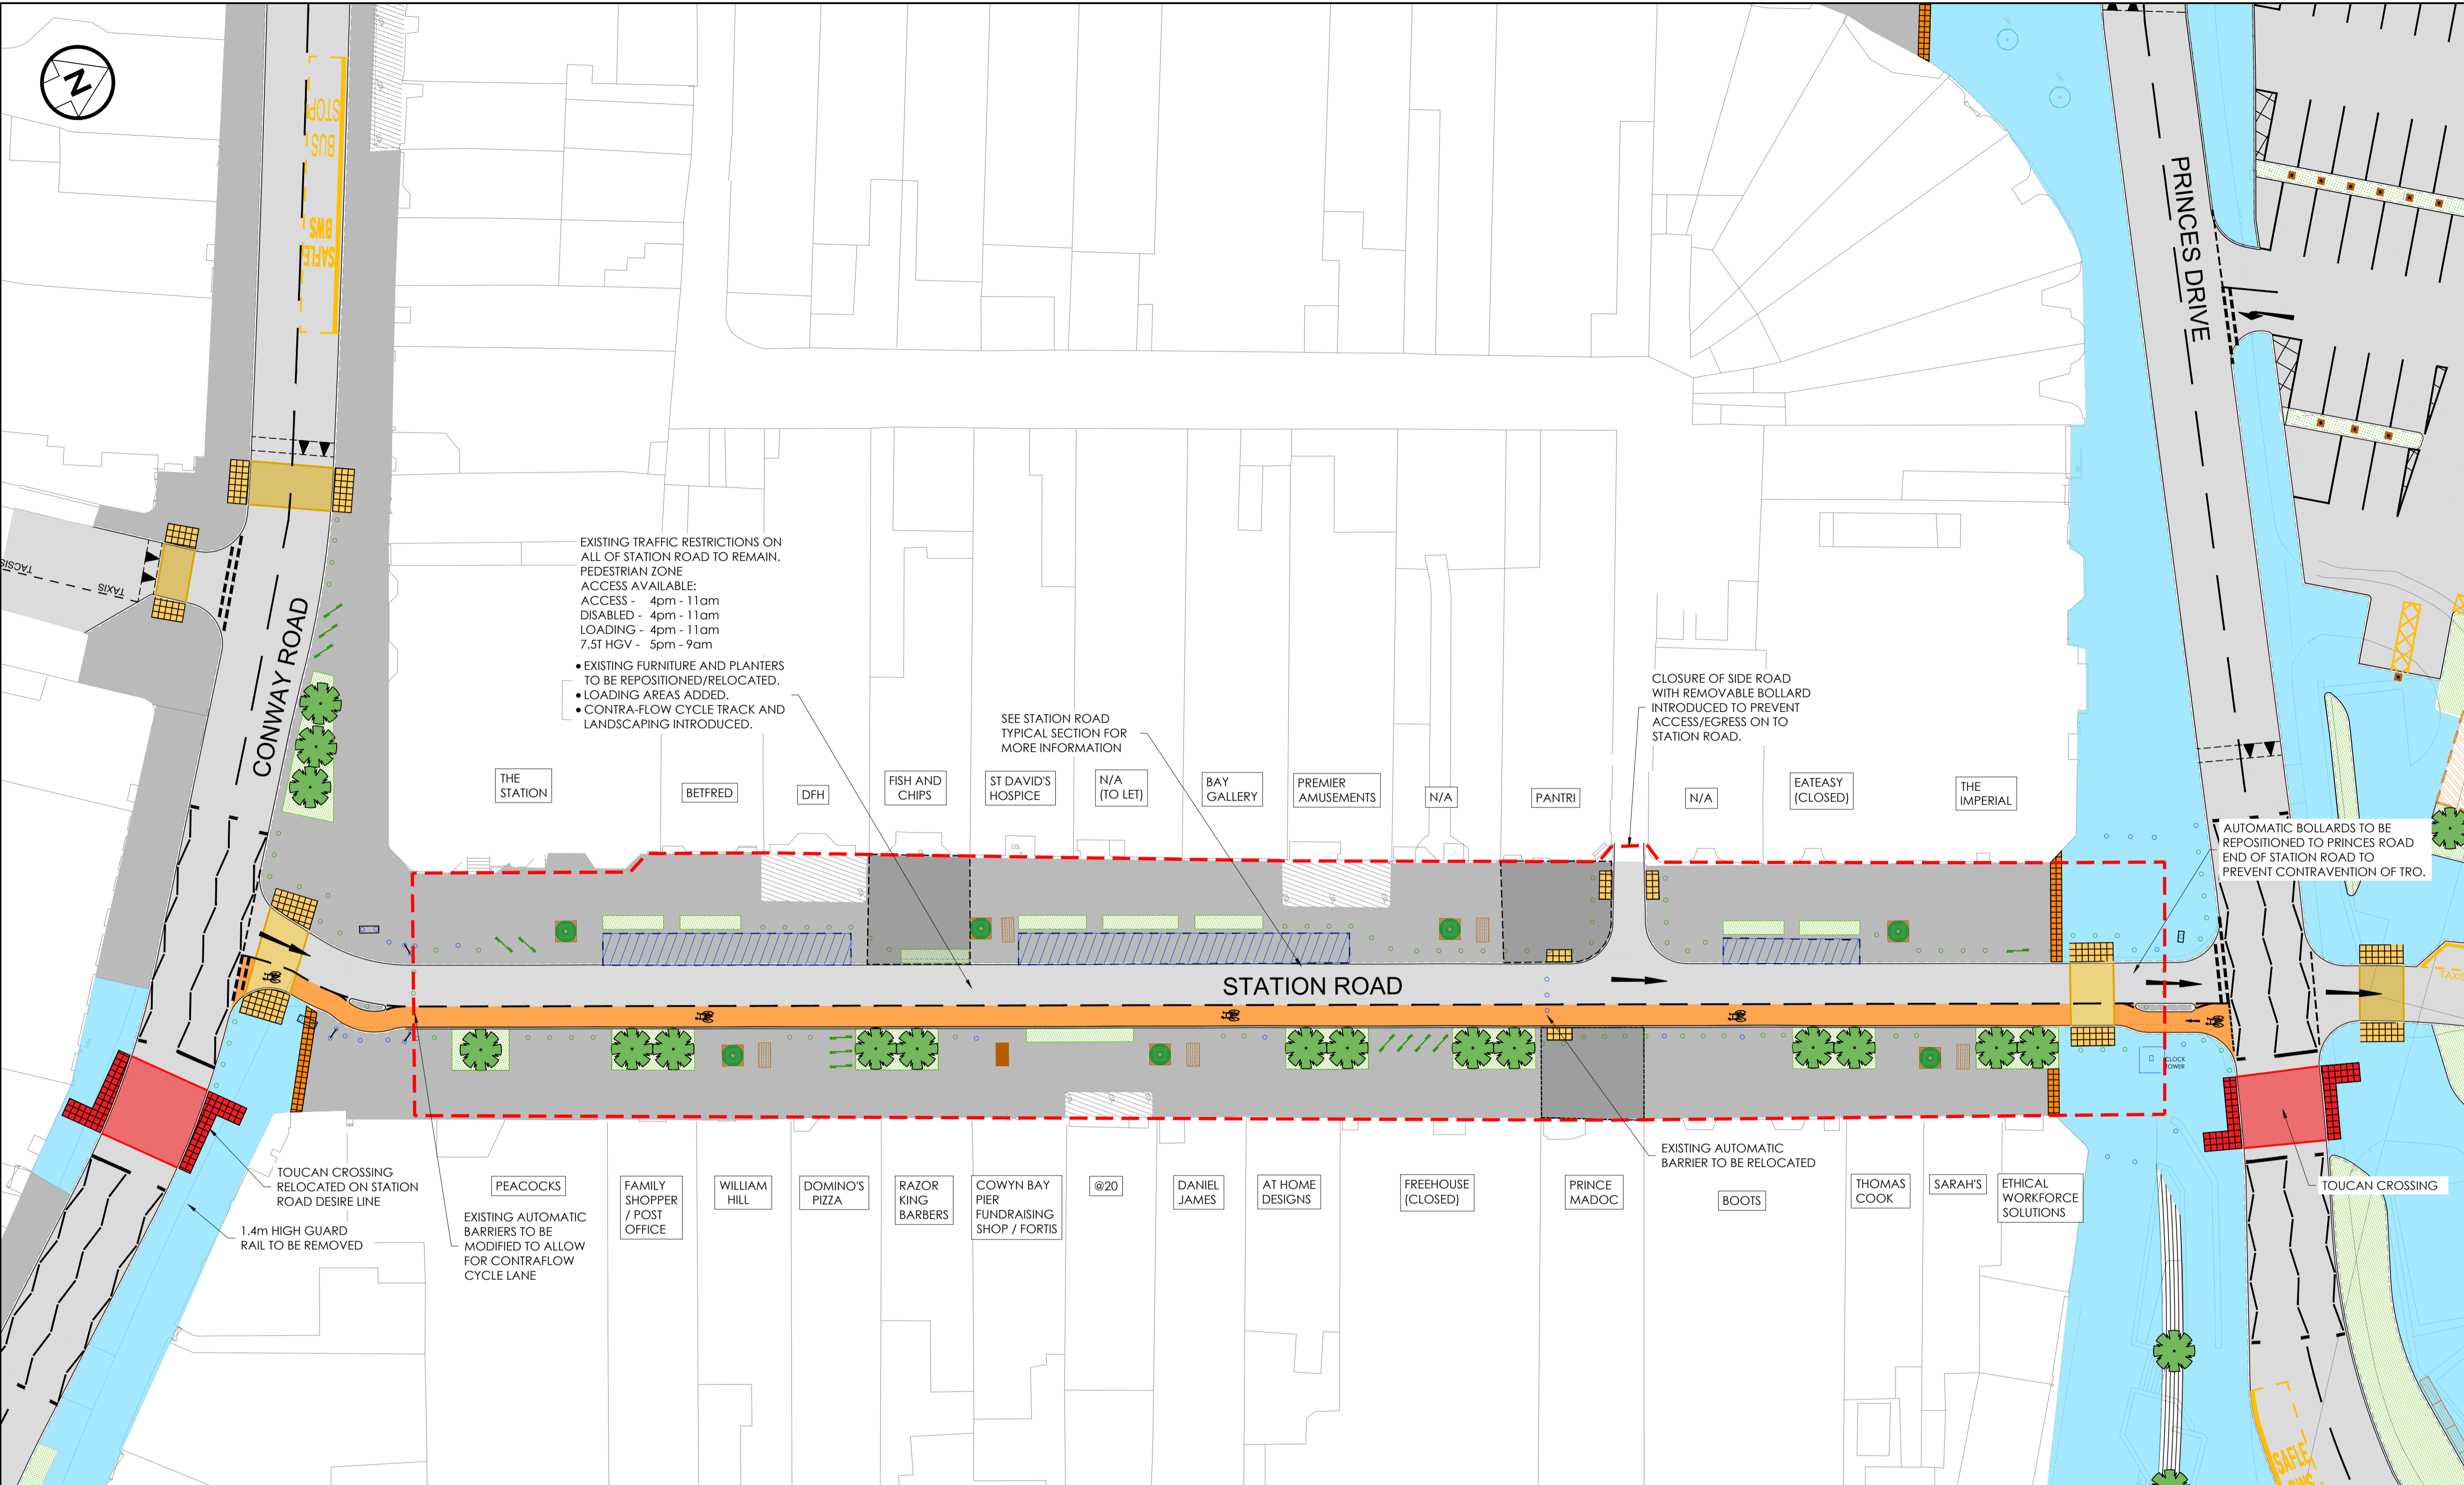 N
BUS
STOP
SAFLE
BWS
TACSIS
TAXIS
CONWAY ROAD
PRINCES DRIVE
EXISTING TRAFFIC RESTRICTIONS ON
ALL OF STATION ROAD TO REMAIN.
PEDESTRIAN ZONE
ACCESS AVAILABLE:
ACCESS - 4pm - 11am
DISABLED - 4pm - 11am
LOADING - 4pm - 11am
7.5T HGV - 5pm - 9am
• EXISTING FURNITURE AND PLANTERS
TO BE REPOSITIONED/RELOCATED.
• LOADING AREAS ADDED.
• CONTRA-FLOW CYCLE TRACK AND
LANDSCAPING INTRODUCED.
SEE STATION ROAD
TYPICAL SECTION FOR
MORE INFORMATION
CLOSURE OF SIDE ROAD
WITH REMOVABLE BOLLARD
INTRODUCED TO PREVENT
ACCESS/EGRESS ON TO
STATION ROAD.
THE
STATION
BETFRED
DFH
FISH AND
CHIPS
ST DAVID'S
HOSPICE
N/A
(TO LET)
BAY
GALLERY
PREMIER
AMUSEMENTS
N/A
PANTRI
N/A
EATEASY
(CLOSED)
THE
IMPERIAL
AUTOMATIC BOLLARDS TO BE
REPOSITIONED TO PRINCES ROAD
END OF STATION ROAD TO
PREVENT CONTRAVENTION OF TRO.
COL
STATION ROAD
TAXIS
CLOCK
TOWER
TOUCAN CROSSING
RELOCATED ON STATION
ROAD DESIRE LINE
1.4m HIGH GUARD
RAIL TO BE REMOVED
EXISTING AUTOMATIC
BARRIERS TO BE
MODIFIED TO ALLOW
FOR CONTRAFLOW
CYCLE LANE
PEACOCKS
FAMILY
SHOPPER
/ POST
OFFICE
WILLIAM
HILL
DOMINO'S
PIZZA
RAZOR
KING
BARBERS
COWYN BAY
PIER
FUNDRAISING
SHOP / FORTIS
@20
DANIEL
JAMES
AT HOME
DESIGNS
FREEHOUSE
(CLOSED)
PRINCE
MADOC
EXISTING AUTOMATIC
BARRIER TO BE RELOCATED
BOOTS
THOMAS
COOK
SARAH'S
ETHICAL
WORKFORCE
SOLUTIONS
TOUCAN CROSSING
SAFLE
BWS